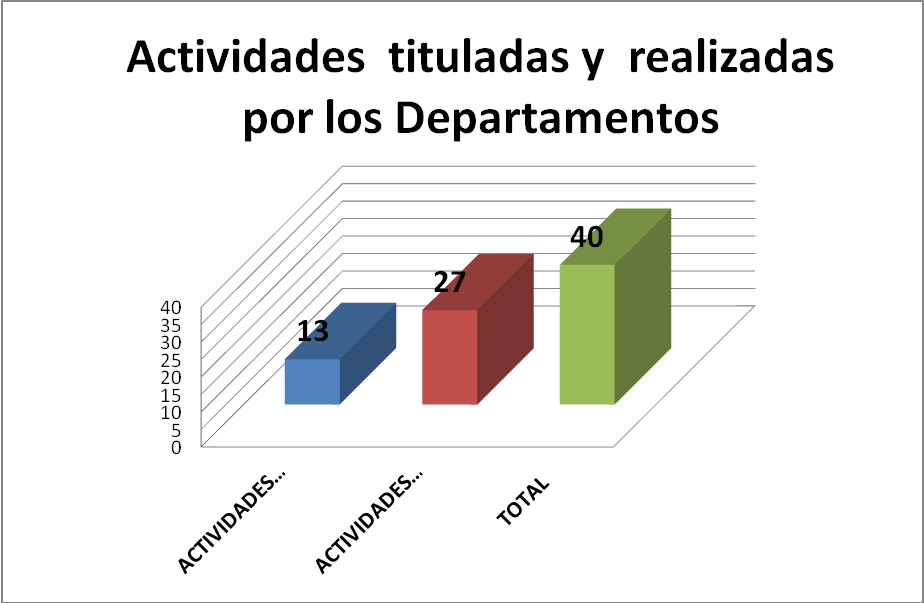 Actividades tituladas y realizadas
por los Departamentos
40
35
30
25
20
15
10
5
0
13
27
40
ACTIVIDADES...
ACTIVIDADES...
TOTAL